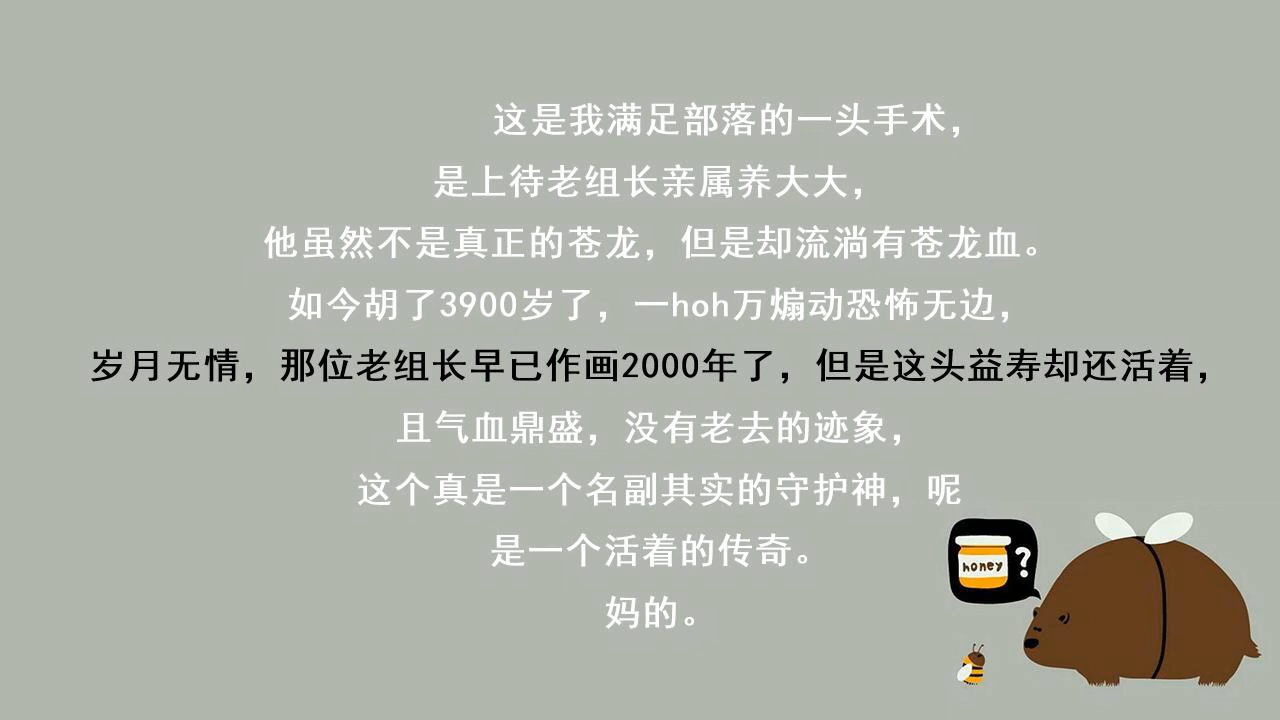 这是我满足部落的一头手术，
是上待老组长亲属养大大，
他虽然不是真正的苍龙，但是却流淌有苍龙血。
如今胡了3900岁了，一hoh万煽动恐怖无边，
岁月无情，那位老组长早已作画2000年了，但是这头益寿却还活着，
且气血鼎盛，没有老去的迹象，
这个真是一个名副其实的守护神，呢
是一个活着的传奇。
妈的。
honey
?